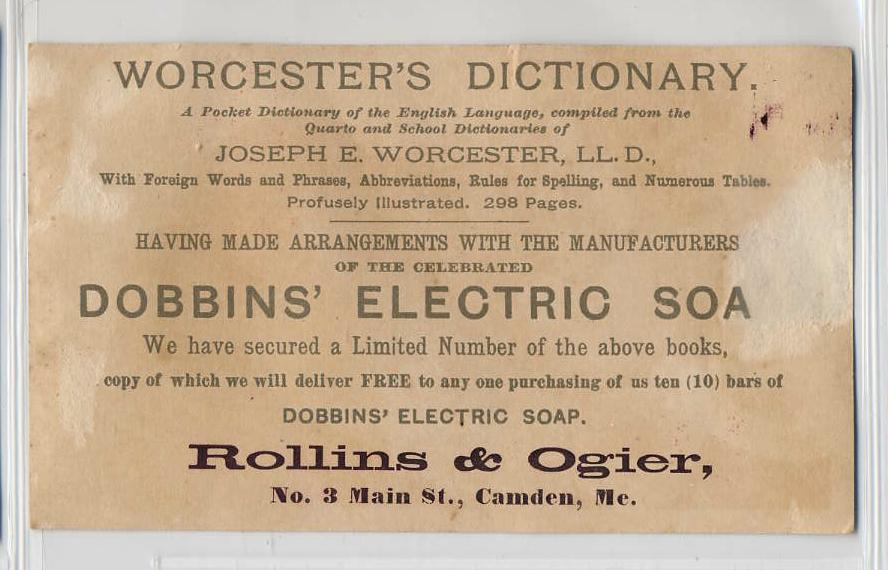 WORCESTER'S DICTIONARY.
A Pocket Dictionary of the English Language, compiled from the
Quarto and School Dictionaries of
JOSEPH E. WORCESTER, LL. D.,
With Foreign Words and Phrases, Abbreviations, Rules for Spelling, and Numerous Tables.
Profusely Illustrated. 298 Pages.
HAVING MADE ARRANGEMENTS WITH THE MANUFACTURERS
OF THE CELEBRATED
DOBBINS' ELECTRIC SOA
We have secured a Limited Number of the above books,
copy of which we will deliver FREE to any one purchasing of us ten (10) bars of
DOBBINS' ELECTRIC SOAP.
Rollins & Ogier,
No. 3 Main St., Camden, Me.